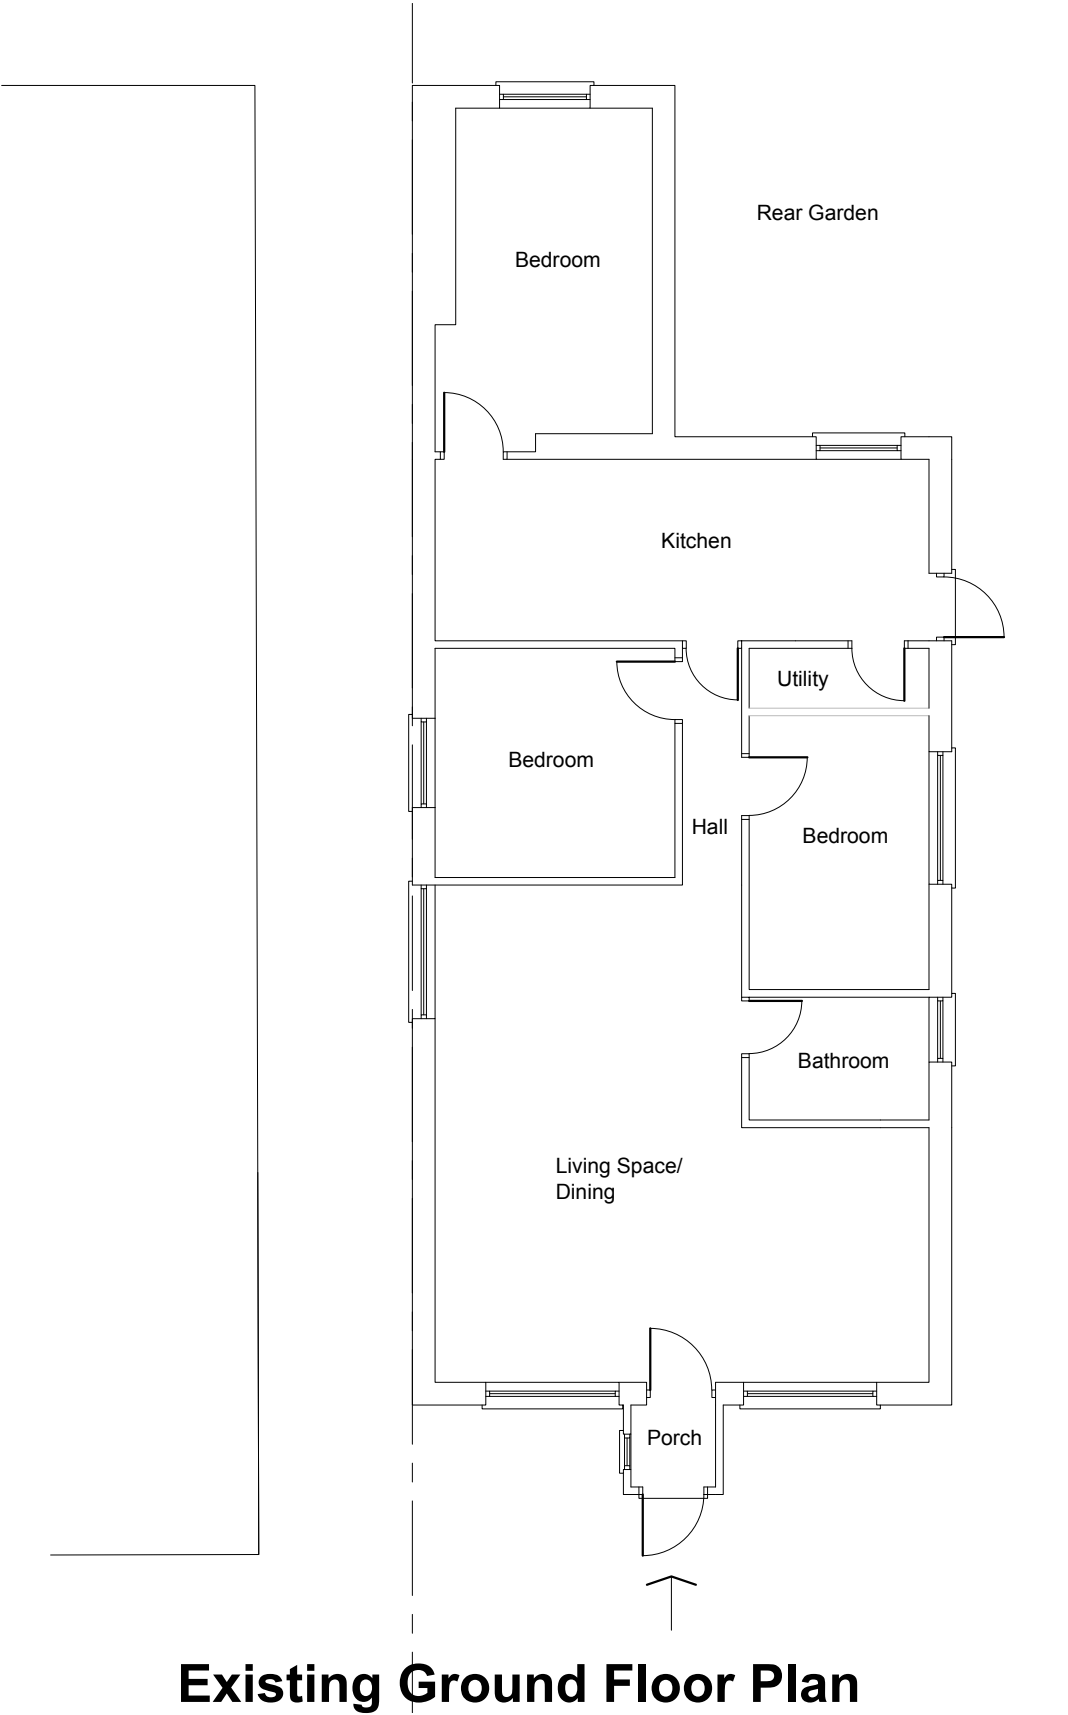 Rear Garden
Bedroom
Kitchen
Utility
Bedroom
Hall
Bedroom
Bathroom
Living Space/
Dining
Porch
Existing Ground Floor Plan